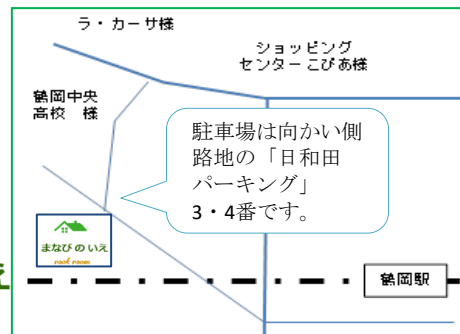 ラ・カーサ様
ショッピング
センターこぴあ様
鶴岡中央
高校 様
駐車場は向かい側
路地の「日和田
パーキング」
3・4番です。
まなびのいえ
root room
え
鶴岡駅